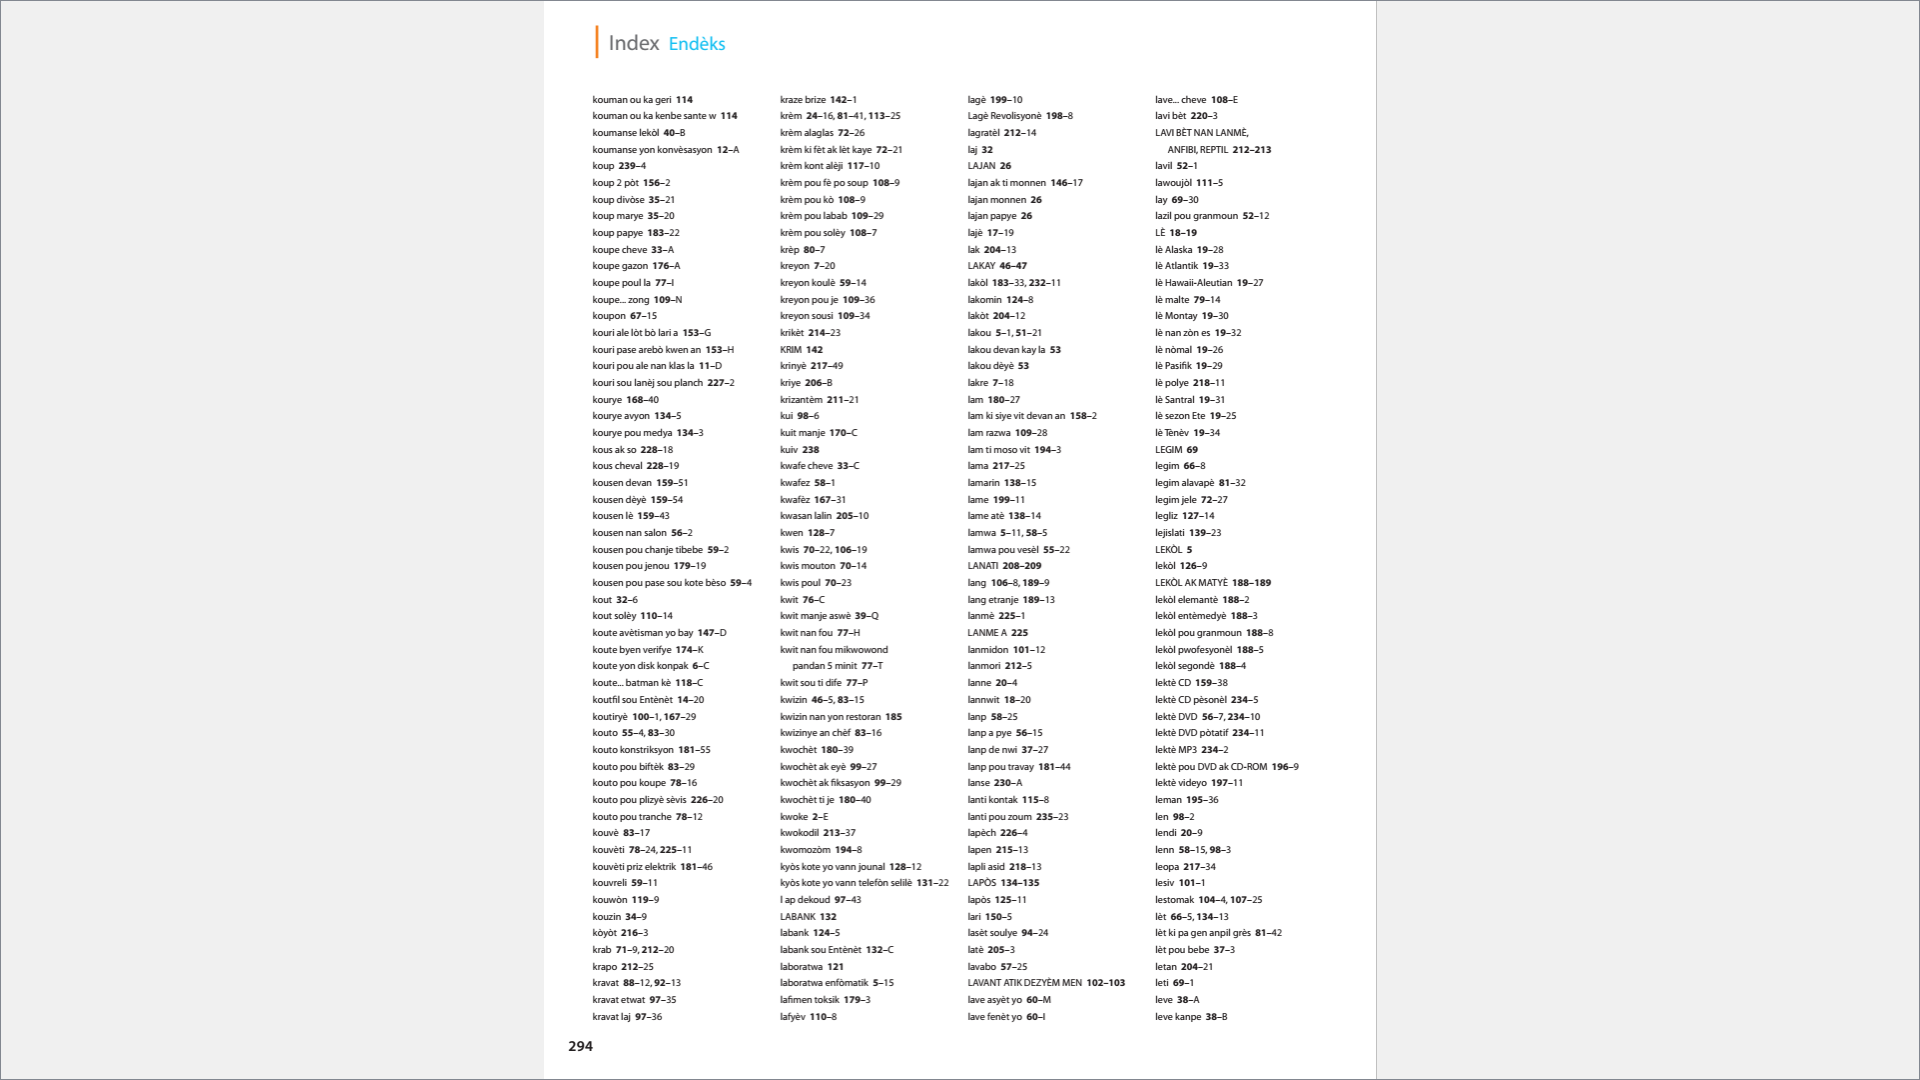 Index Endèks
kouman ou ka geri 114
kouman ou ka kenbe sante w 114
koumanse lekòl 40–B
koumanse yon konvèsasyon 12–A
koup 239–4
koup 2 pòt 156–2
koup divòse 35–21
koup marye 35–20
koup papye 183–22
koupe cheve 33–A
koupe gazon 176–A
koupe poul la 77–I
koupe... zong 109–N
koupon 67–15
kouri ale lòt bò lari a 153–G
kouri pase arebò kwen an 153–H
kouri pou ale nan klas la 11–D
kouri sou lanèj sou planch 227–2
kourye 168–40
kourye avyon 134–5
kourye pou medya 134–3
kous ak so 228–18
kous cheval 228–19
kousen devan 159–51
kousen dèyè 159–54
kousen lè 159–43
kousen nan salon 56–2
kousen pou chanje tibebe 59–2
kousen pou jenou 179–19
kousen pou pase sou kote bèso 59–4
kout 32–6
kout solèy 110–14
koute avètisman yo bay 147–D
koute byen verifye 174–K
koute yon disk konpak 6–C
koute... batman kè 118–C
koutfil sou Entènèt 14–20
koutiryè 100–1, 167–29
kouto 55–4, 83–30
kouto konstriksyon 181–55
kouto pou biftèk 83–29
kouto pou koupe 78–16
kouto pou plizyè sèvis 226–20
kouto pou tranche 78–12
kouvè 83–17
kouvèti 78–24, 225–11
kouvèti priz elektrik 181–46
kouvreli 59–11
kouwòn 119–9
kouzin 34–9
kòyòt 216–3
krab 71–9, 212–20
krapo 212–25
kravat 88–12, 92–13
kravat etwat 97–35
kravat laj 97–36
kraze brize 142–1
krèm 24–16, 81–41, 113–25
krèm alaglas 72–26
krèm ki fèt ak lèt kaye 72–21
krèm kont alèji 117–10
krèm pou fè po soup 108–9
krèm pou kò 108–9
krèm pou labab 109–29
krèm pou solèy 108–7
krèp 80–7
kreyon 7–20
kreyon koulè 59–14
kreyon pou je 109–36
kreyon sousi 109–34
krikèt 214–23
KRIM 142
krinyè 217–49
kriye 206–B
krizantèm 211–21
kui 98–6
kuit manje 170–C
kuiv 238
kwafe cheve 33–C
kwafez 58–1
kwafèz 167–31
kwasan lalin 205–10
kwen 128–7
kwis 70–22, 106–19
kwis mouton 70–14
kwis poul 70–23
kwit 76–C
kwit manje aswè 39–Q
kwit nan fou 77–H
kwit nan fou mikwowond
pandan 5 minit 77–T
kwit sou ti dife 77–P
kwizin 46–5, 83–15
kwizin nan yon restoran 185
kwizinye an chèf 83–16
kwochèt 180–39
kwochèt ak eyè 99–27
kwochèt ak fiksasyon 99–29
kwochèt ti je 180–40
kwoke 2–E
kwokodil 213–37
kwomozòm 194–8
kyòs kote yo vann jounal 128–12
kyòs kote yo vann telefòn selilè 131–22
l ap dekoud 97–43
LABANK 132
labank 124–5
labank sou Entènèt 132–C
laboratwa 121
laboratwa enfòmatik 5–15
lafimen toksik 179–3
lafyèv 110–8
lagè 199–10
Lagè Revolisyonè 198–8
lagratèl 212–14
laj 32
LAJAN 26
lajan ak ti monnen 146–17
lajan monnen 26
lajan papye 26
lajè 17–19
lak 204–13
LAKAY 46–47
lakòl 183–33, 232–11
lakomin 124–8
lakòt 204–12
lakou 5–1, 51–21
lakou devan kay la 53
lakou dèyè 53
lakre 7–18
lam 180–27
lam ki siye vit devan an 158–2
lam razwa 109–28
lam ti moso vit 194–3
lama 217–25
lamarin 138–15
lame 199–11
lame atè 138–14
lamwa 5–11, 58–5
lamwa pou vesèl 55–22
LANATI 208–209
lang 106–8, 189–9
lang etranje 189–13
lanmè 225–1
LANME A 225
lanmidon 101–12
lanmori 212–5
lanne 20–4
lannwit 18–20
lanp 58–25
lanp a pye 56–15
lanp de nwi 37–27
lanp pou travay 181–44
lanse 230–A
lanti kontak 115–8
lanti pou zoum 235–23
lapèch 226–4
lapen 215–13
lapli asid 218–13
LAPÒS 134–135
lapòs 125–11
lari 150–5
lasèt soulye 94–24
latè 205–3
lavabo 57–25
LAVANT ATIK DEZYÈM MEN 102–103
lave asyèt yo 60–M
lave fenèt yo 60–I
lave... cheve 108–E
lavi bèt 220–3
LAVI BÈT NAN LANMÈ,
ANFIBI, REPTIL 212–213
lavil 52–1
lawoujòl 111–5
lay 69–30
lazil pou granmoun 52–12
LÈ 18–19
lè Alaska 19–28
lè Atlantik 19–33
lè Hawaii-Aleutian 19–27
lè malte 79–14
lè Montay 19–30
lè nan zòn es 19–32
lè nòmal 19–26
lè Pasifik 19–29
lè polye 218–11
lè Santral 19–31
lè sezon Ete 19–25
lè Tènèv 19–34
LEGIM 69
legim 66–8
legim alavapè 81–32
legim jele 72–27
legliz 127–14
lejislati 139–23
LEKÒL 5
lekòl 126–9
LEKÒL AK MATYÈ 188–189
lekòl elemantè 188–2
lekòl entèmedyè 188–3
lekòl pou granmoun 188–8
lekòl pwofesyonèl 188–5
lekòl segondè 188–4
lektè CD 159–38
lektè CD pèsonèl 234–5
lektè DVD 56–7, 234–10
lektè DVD pòtatif 234–11
lektè MP3 234–2
lektè pou DVD ak CD-ROM 196–9
lektè videyo 197–11
leman 195–36
len 98–2
lendi 20–9
lenn 58–15, 98–3
leopa 217–34
lesiv 101–1
lestomak 104–4, 107–25
lèt 66–5, 134–13
lèt ki pa gen anpil grès 81–42
lèt pou bebe 37–3
letan 204–21
leti 69–1
leve 38–A
leve kanpe 38–B
294